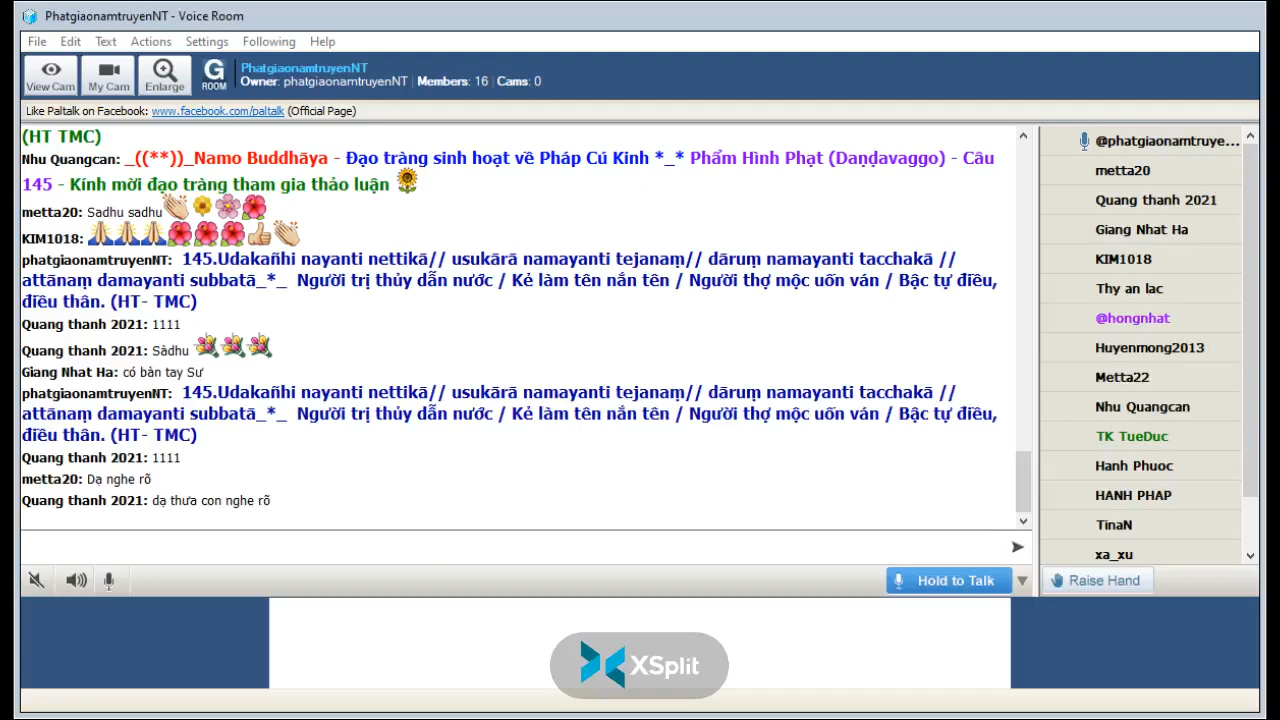 PhatgiaonamtruyenNT - Voice Room
File Edit Text Actions Settings Following Help
View Cam My Cam Enlarge G ROOM
PhatgiaonamtruyenNT
Owner: phatgiaonamtruyenNT | Members: 16 | Cams: 0
Like Paltalk on Facebook: www.facebook.com/paltalk (Official Page)
(HT TMC)
Nhu Quangcan: _((**))_Namo Buddhāya - Đạo tràng sinh hoạt về Pháp Cú Kinh *_* Phẩm Hình Phạt (Daṇḍavaggo) - Câu
145 - Kính mời đạo tràng tham gia thảo luận
metta20: Sadhu sadhu
KIM1018:
phatgiaonamtruyenNT: 145.Udakañhi nayanti nettikā// usukārā namayanti tejanaṃ// dāruṃ namayanti tacchakā //
attānaṃ damayanti subbatā_*_ Người trị thủy dẫn nước / Kẻ làm tên nắn tên / Người thợ mộc uốn ván / Bậc tự điều,
điều thân. (HT- TMC)
Quang thanh 2021: 1111
Quang thanh 2021: Sàdhu
Giang Nhat Ha: có bàn tay Sư
phatgiaonamtruyenNT: 145.Udakañhi nayanti nettikā// usukārā namayanti tejanaṃ// dāruṃ namayanti tacchakā //
attānaṃ damayanti subbatā_*_ Người trị thủy dẫn nước / Kẻ làm tên nắn tên / Người thợ mộc uốn ván / Bậc tự điều,
điều thân. (HT- TMC)
Quang thanh 2021: 1111
metta20: Dạ nghe rõ
Quang thanh 2021: dạ thưa con nghe rõ
@phatgiaonamtruye...
metta20
Quang thanh 2021
Giang Nhat Ha
KIM1018
Thy an lac
@hongnhat
Huyenmong2013
Metta22
Nhu Quangcan
TK TueDuc
Hanh Phuoc
HANH PHAP
TinaN
xa_xu
Hold to Talk
Raise Hand
XSplit